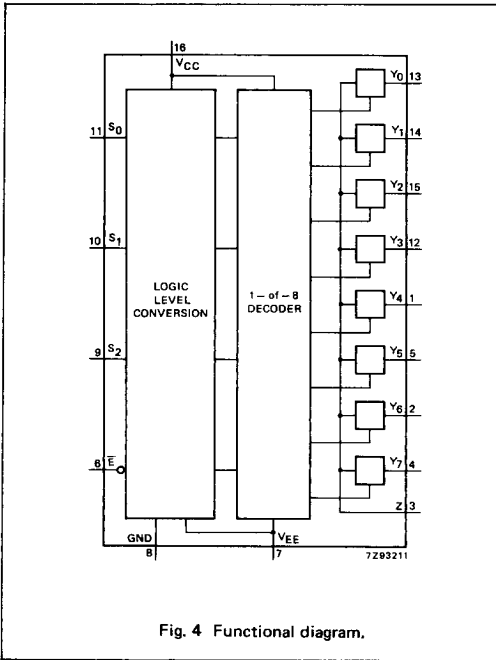 16
VCC
Y0 13
11 S0
Y1 14
Y2 15
10 S1
Y3 12
LOGIC
LEVEL
CONVERSION
1-of-8
DECODER
Y4 1
9 S2
Y5 5
Y6 2
6 E̅
Y7 4
Z 3
GND
VEE
8
7
7Z93211
Fig. 4 Functional diagram.